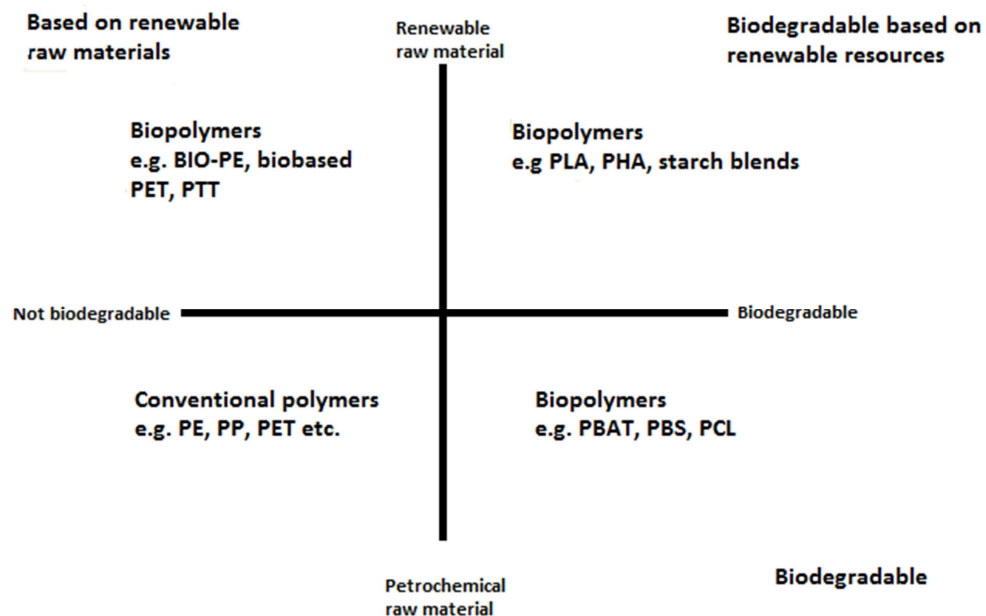 Based on renewable
raw materials
Renewable
raw material
Biodegradable based on
renewable resources
Biopolymers
e.g. BIO-PE, biobased
PET, PTT
Biopolymers
e.g PLA, PHA, starch blends
Not biodegradable
Biodegradable
Conventional polymers
e.g. PE, PP, PET etc.
Biopolymers
e.g. PBAT, PBS, PCL
Petrochemical
raw material
Biodegradable